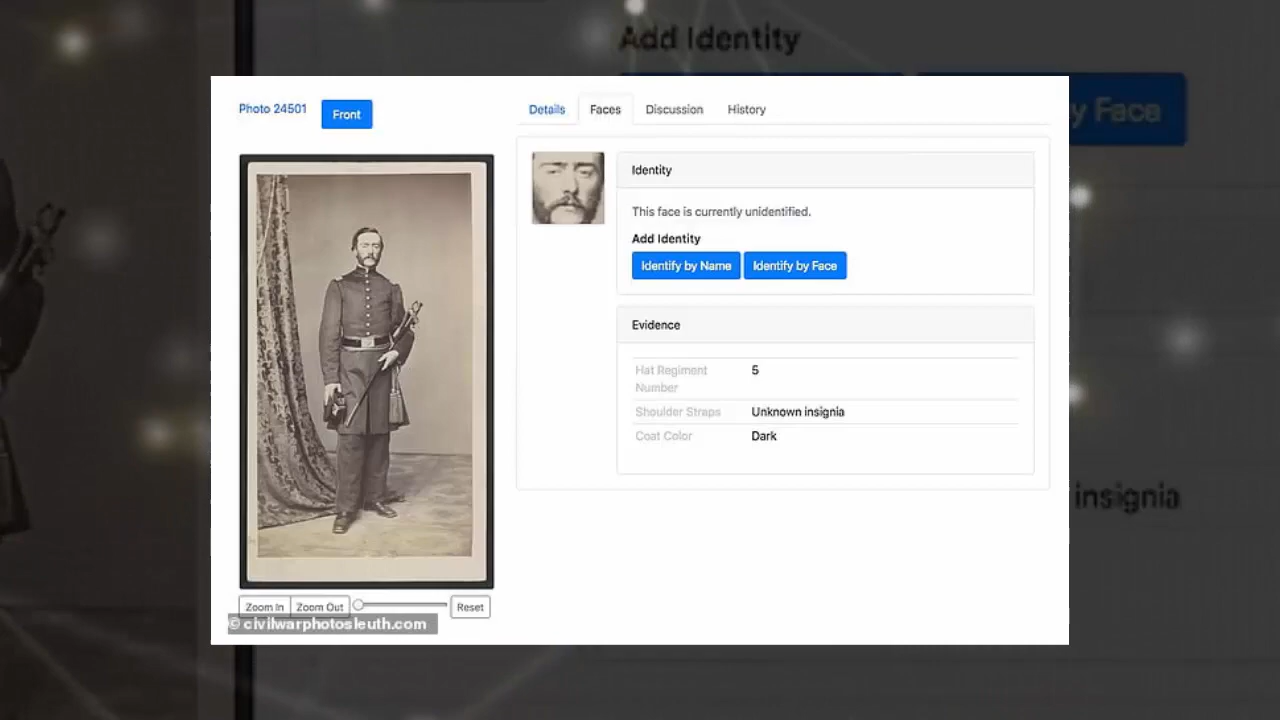 Add Identity
y Face
Photo 24501
Front
Details
Faces
Discussion
History
Identity
This face is currently unidentified.
Add Identity
Identify by Name
Identify by Face
Evidence
Hat Regiment
Number
5
Shoulder Straps
Unknown insignia
Coat Color
Dark
insignia
Zoom In
Zoom Out
Reset
© civilwarphotosleuth.com